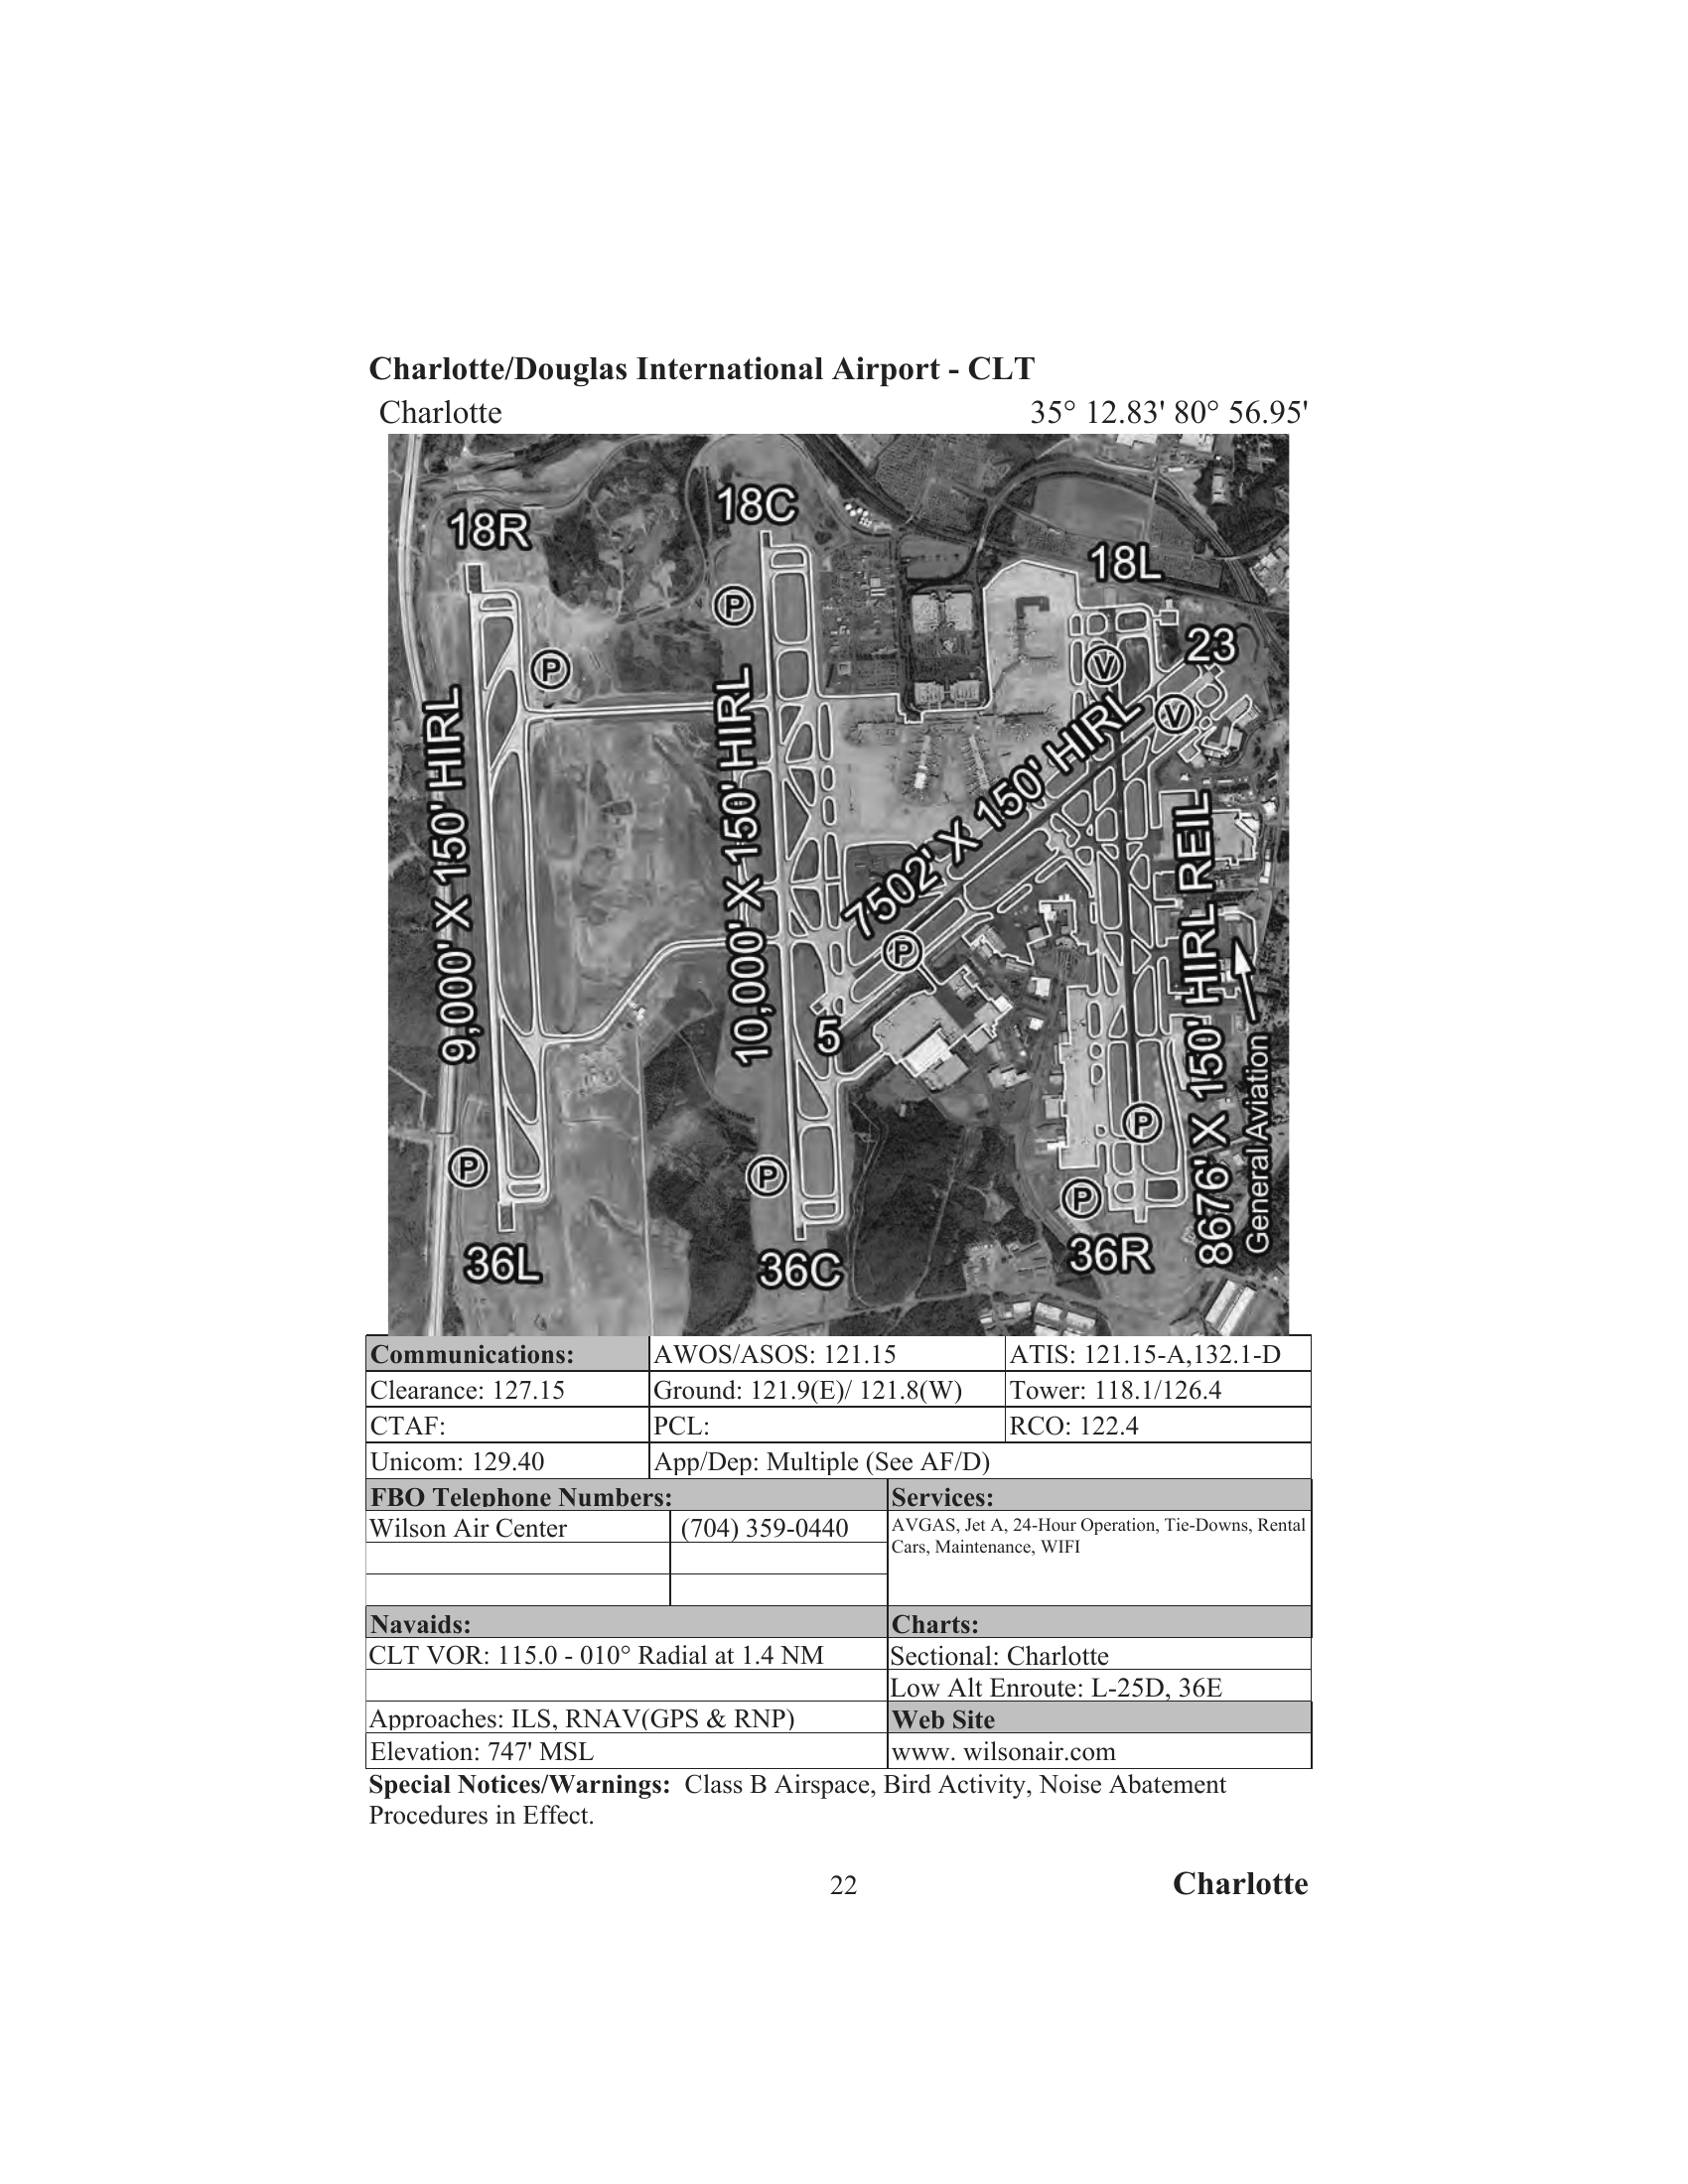 Charlotte/Douglas International Airport - CLT
Charlotte 35° 12.83' 80° 56.95'
18R
18C
18L
23
P
P
V
V
9,000' X 150' HIRL
10,000' X 150' HIRL
7502' X 150' HIRL
8676' X 150' HIRL REIL
General Aviation
P
5
P
P
P
P
36L
36C
36R
Communications: AWOS/ASOS: 121.15 ATIS: 121.15-A,132.1-D
Clearance: 127.15 Ground: 121.9(E)/ 121.8(W) Tower: 118.1/126.4
CTAF: PCL: RCO: 122.4
Unicom: 129.40 App/Dep: Multiple (See AF/D)
FBO Telephone Numbers: Services:
Wilson Air Center (704) 359-0440 AVGAS, Jet A, 24-Hour Operation, Tie-Downs, Rental
Cars, Maintenance, WIFI
Navaids: Charts:
CLT VOR: 115.0 - 010° Radial at 1.4 NM Sectional: Charlotte
Low Alt Enroute: L-25D, 36E
Approaches: ILS, RNAV(GPS & RNP) Web Site
Elevation: 747' MSL www. wilsonair.com
Special Notices/Warnings: Class B Airspace, Bird Activity, Noise Abatement
Procedures in Effect.
22 Charlotte